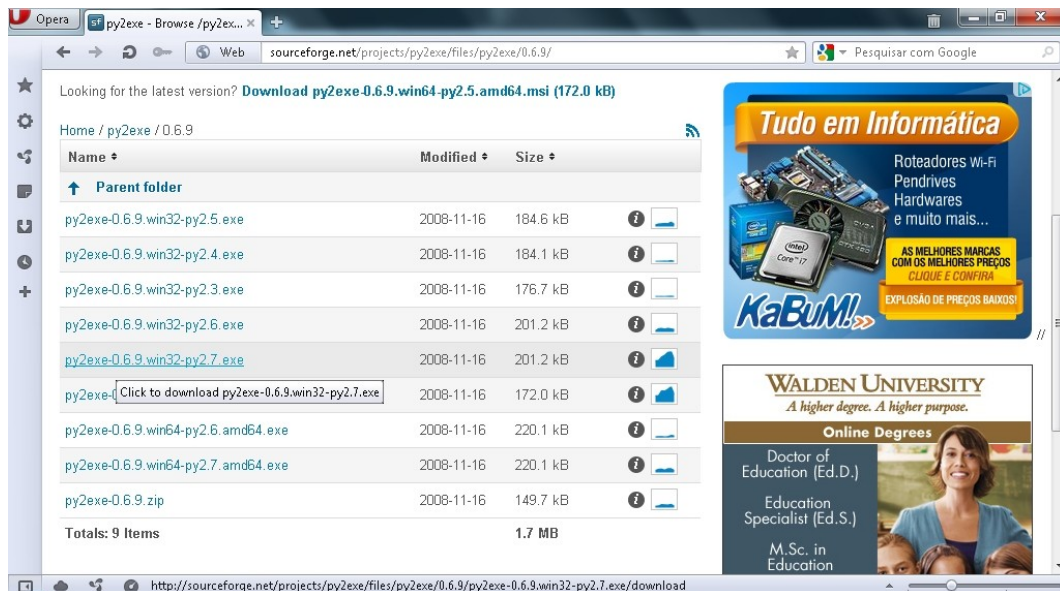 Opera
py2exe - Browse /py2ex...
Web
sourceforge.net/projects/py2exe/files/py2exe/0.6.9/
Pesquisar com Google
Looking for the latest version? Download py2exe-0.6.9.win64-py2.5.amd64.msi (172.0 kB)
Home / py2exe / 0.6.9
Name Modified Size
Parent folder
py2exe-0.6.9.win32-py2.5.exe 2008-11-16 184.6 kB
py2exe-0.6.9.win32-py2.4.exe 2008-11-16 184.1 kB
py2exe-0.6.9.win32-py2.3.exe 2008-11-16 176.7 kB
py2exe-0.6.9.win32-py2.6.exe 2008-11-16 201.2 kB
py2exe-0.6.9.win32-py2.7.exe 2008-11-16 201.2 kB
Click to download py2exe-0.6.9.win32-py2.7.exe
2008-11-16 172.0 kB
py2exe-0.6.9.win64-py2.6.amd64.exe 2008-11-16 220.1 kB
py2exe-0.6.9.win64-py2.7.amd64.exe 2008-11-16 220.1 kB
py2exe-0.6.9.zip 2008-11-16 149.7 kB
Totals: 9 Items 1.7 MB
Tudo em Informática
Roteadores Wi-Fi
Pendrives
Hardwares
e muito mais...
intel
Core™ i7
AS MELHORES MARCAS
COM OS MELHORES PREÇOS
CLIQUE E CONFIRA
EXPLOSÃO DE PREÇOS BAIXOS!
KaBuM!
//
WALDEN UNIVERSITY
A higher degree. A higher purpose.
Online Degrees
Doctor of
Education (Ed.D.)
Education
Specialist (Ed.S.)
M.Sc. in
Education
http://sourceforge.net/projects/py2exe/files/py2exe/0.6.9/py2exe-0.6.9.win32-py2.7.exe/download